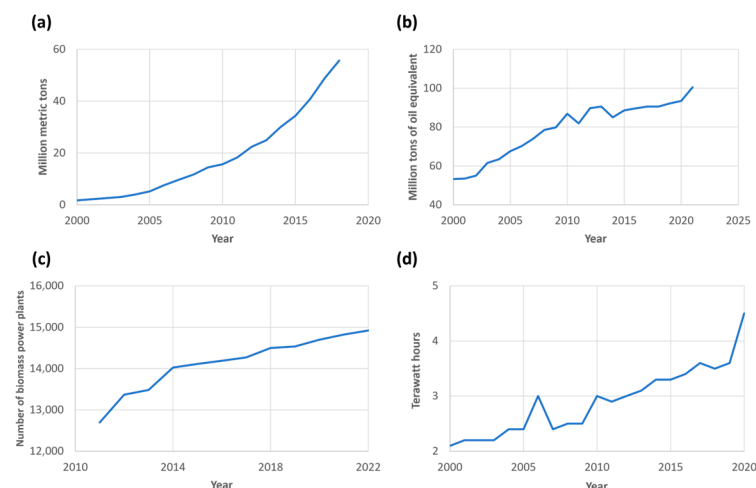 (a)
60
40
20
0
Million metric tons
2000 2005 2010 2015 2020
Year
(b)
120
100
80
60
40
Million tons of oil equivalent
2000 2005 2010 2015 2020 2025
Year
(c)
16,000
15,000
14,000
13,000
12,000
Number of biomass power plants
2010 2014 2018 2022
Year
(d)
5
4
3
2
Terawatt hours
2000 2005 2010 2015 2020
Year